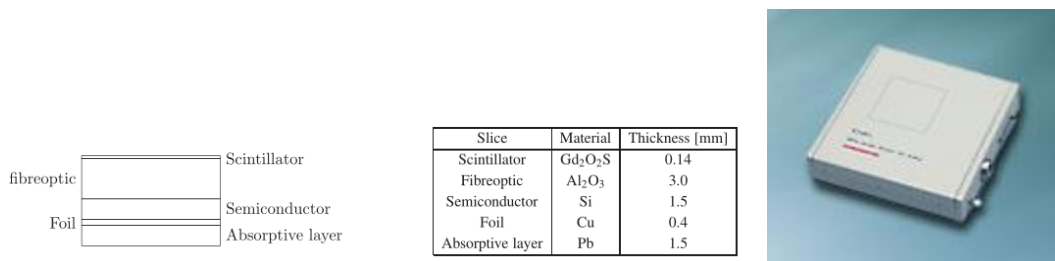 Scintillator
fibreoptic
Semiconductor
Foil
Absorptive layer
Slice Material Thickness [mm]
Scintillator Gd₂O₂S 0.14
Fibreoptic Al₂O₃ 3.0
Semiconductor Si 1.5
Foil Cu 0.4
Absorptive layer Pb 1.5